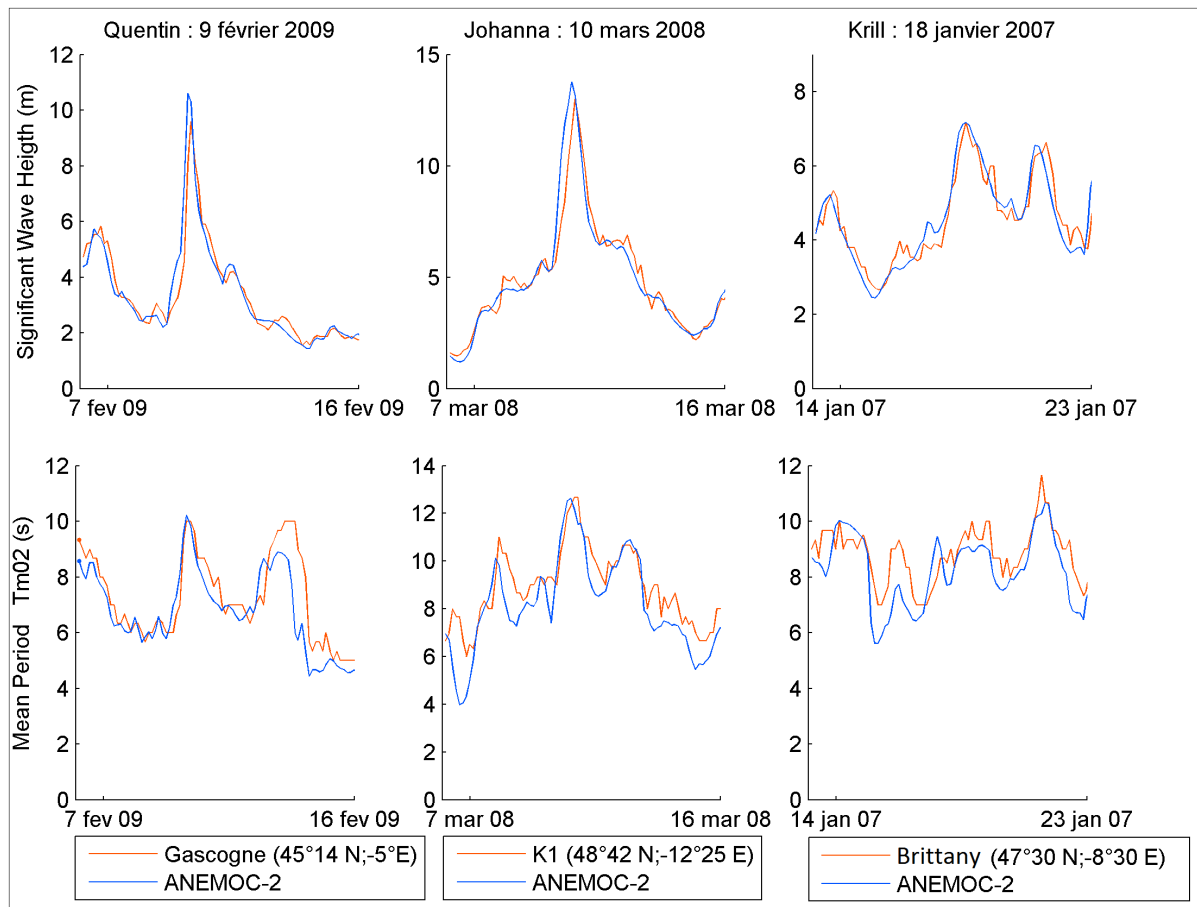 Quentin : 9 février 2009
Johanna : 10 mars 2008
Krill : 18 janvier 2007
Significant Wave Heigth (m)
12
10
8
6
4
2
0
7 fev 09
16 fev 09
15
10
5
0
7 mar 08
16 mar 08
8
6
4
2
0
14 jan 07
23 jan 07
Mean Period Tm02 (s)
12
10
8
6
4
2
0
7 fev 09
16 fev 09
14
12
10
8
6
4
2
0
7 mar 08
16 mar 08
12
10
8
6
4
2
0
14 jan 07
23 jan 07
Gascogne (45°14 N;-5°E)
ANEMOC-2
K1 (48°42 N;-12°25 E)
ANEMOC-2
Brittany (47°30 N;-8°30 E)
ANEMOC-2